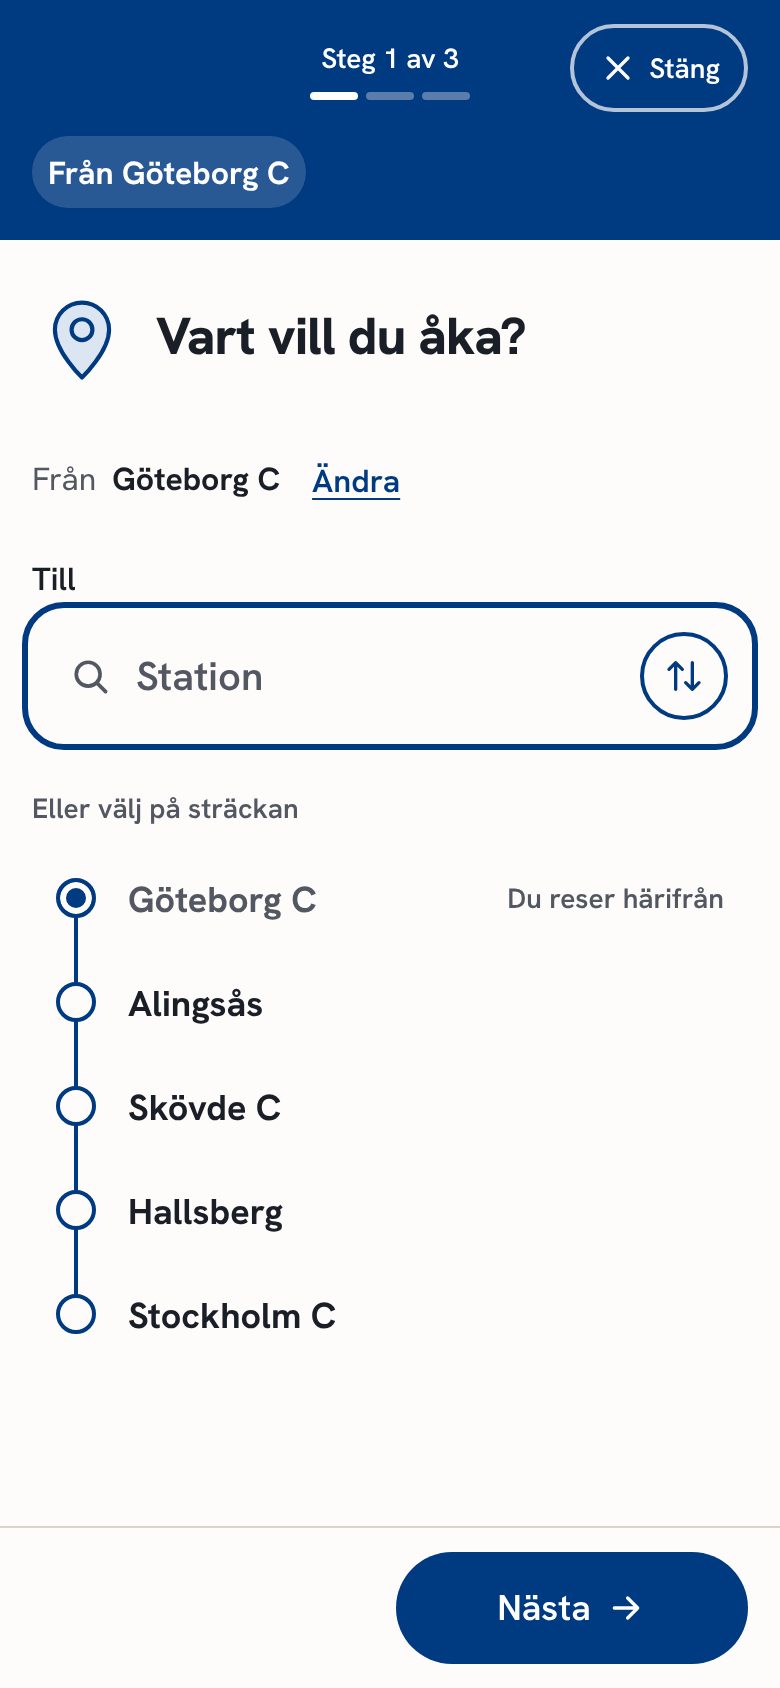 Steg 1 av 3
Stäng
Från Göteborg C
Vart vill du åka?
Från Göteborg C Ändra
Till
Station
Eller välj på sträckan
Göteborg C Du reser härifrån
Alingsås
Skövde C
Hallsberg
Stockholm C
Nästa